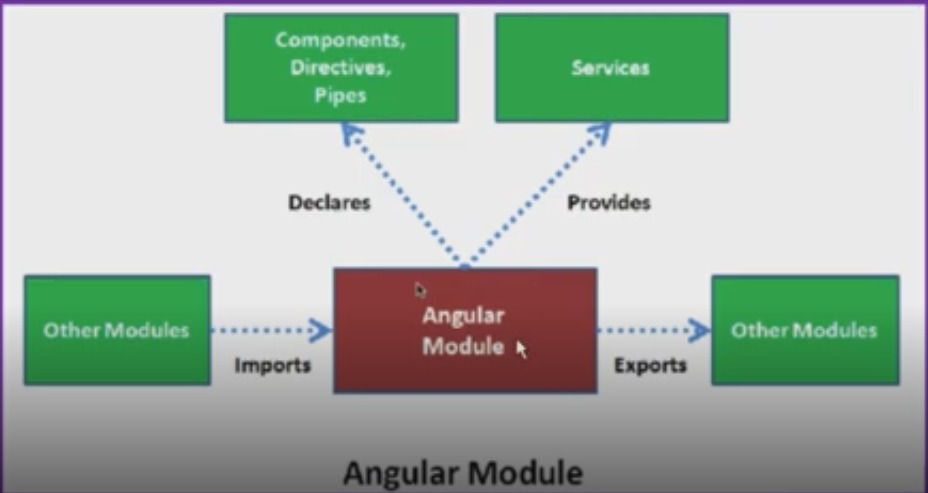 Components,
Directives,
Pipes
Services
Declares
Provides
Other Modules
Imports
Angular
Module
Exports
Other Modules
Angular Module